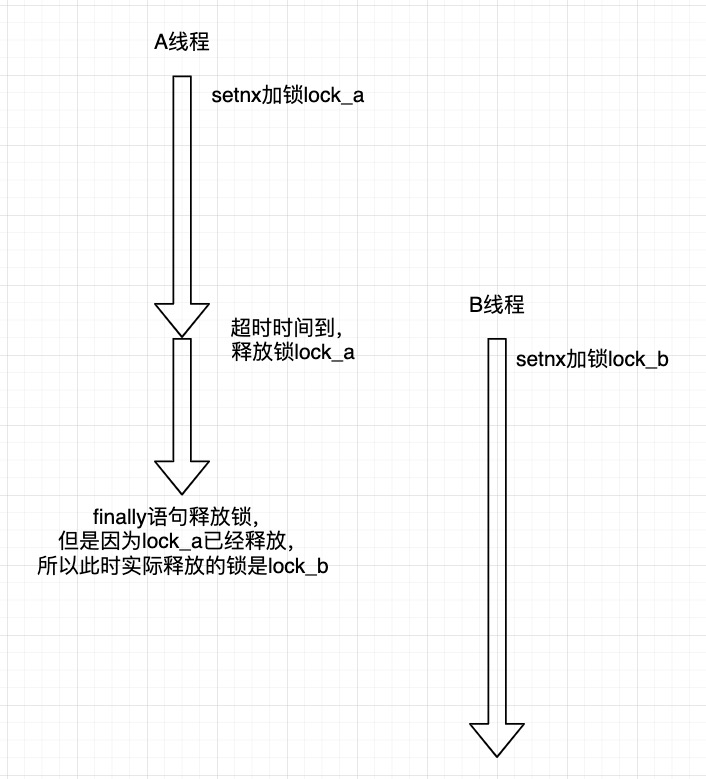 A线程
setnx加锁lock_a
B线程
超时时间到，
释放锁lock_a
setnx加锁lock_b
finally语句释放锁，
但是因为lock_a已经释放，
所以此时实际释放的锁是lock_b